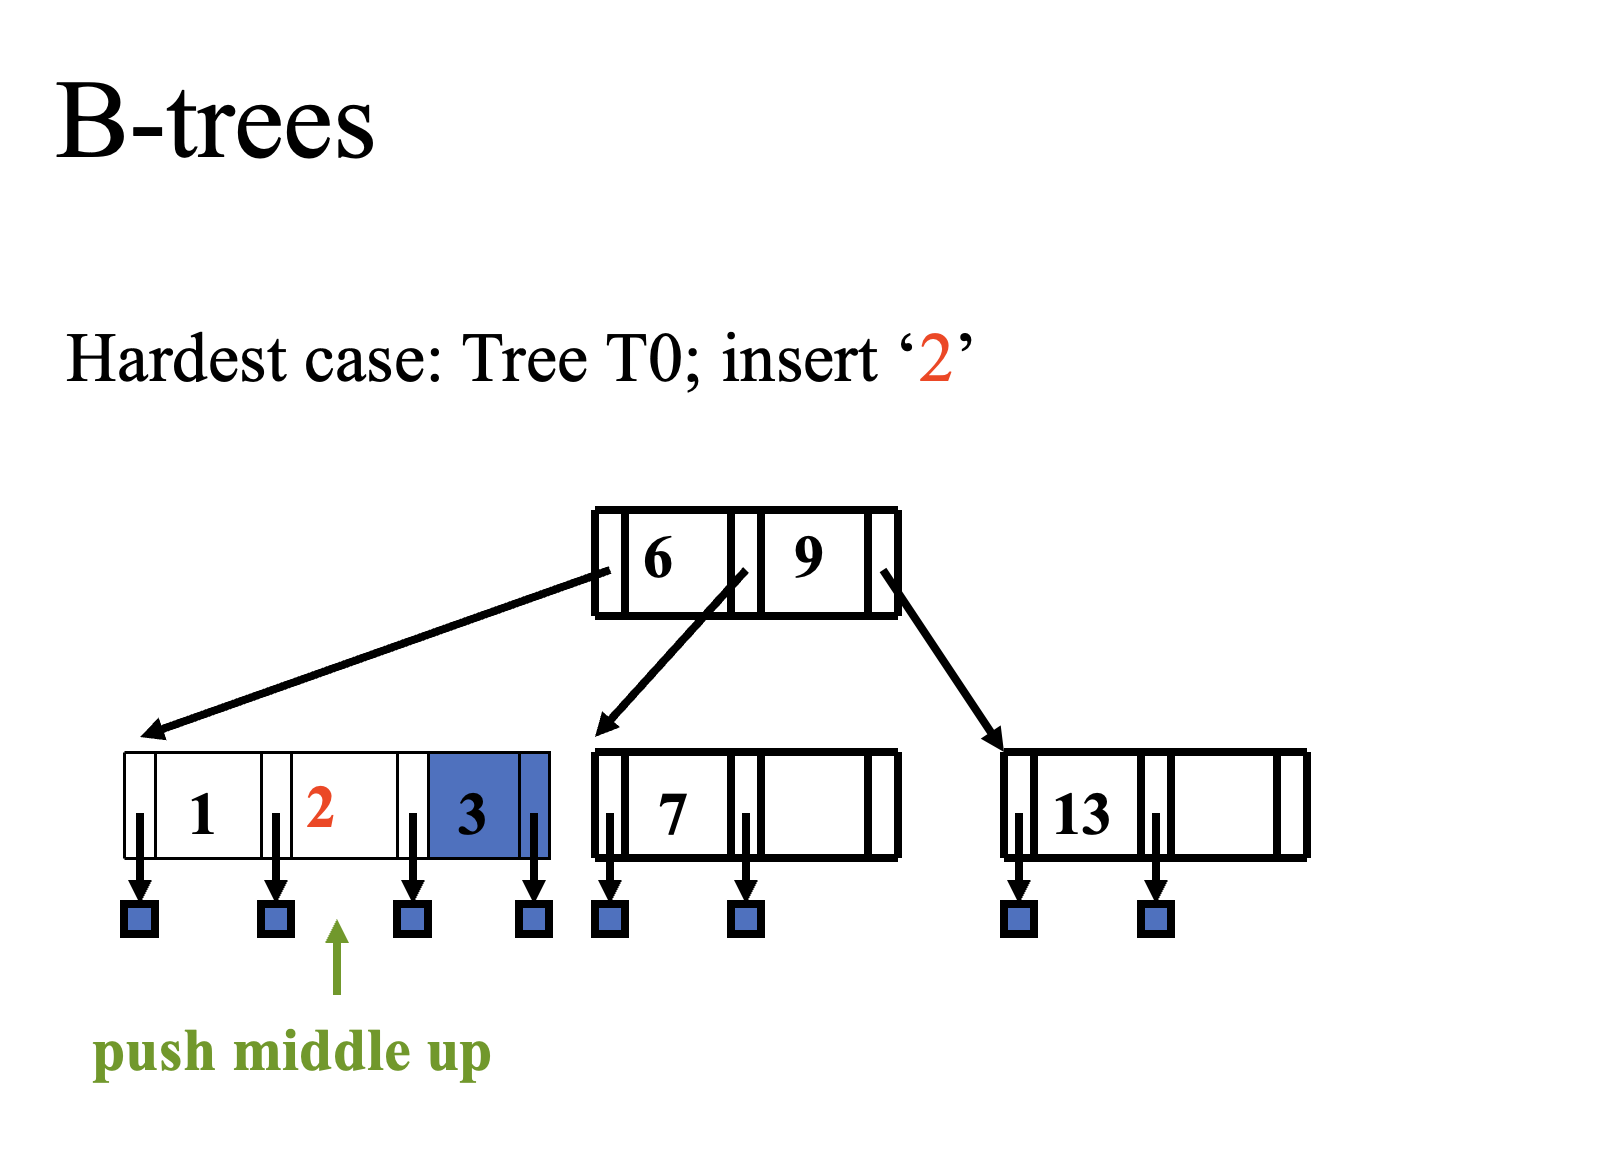 B-trees
Hardest case: Tree T0; insert ‘2’
6 9
1 2 3 7 13
push middle up